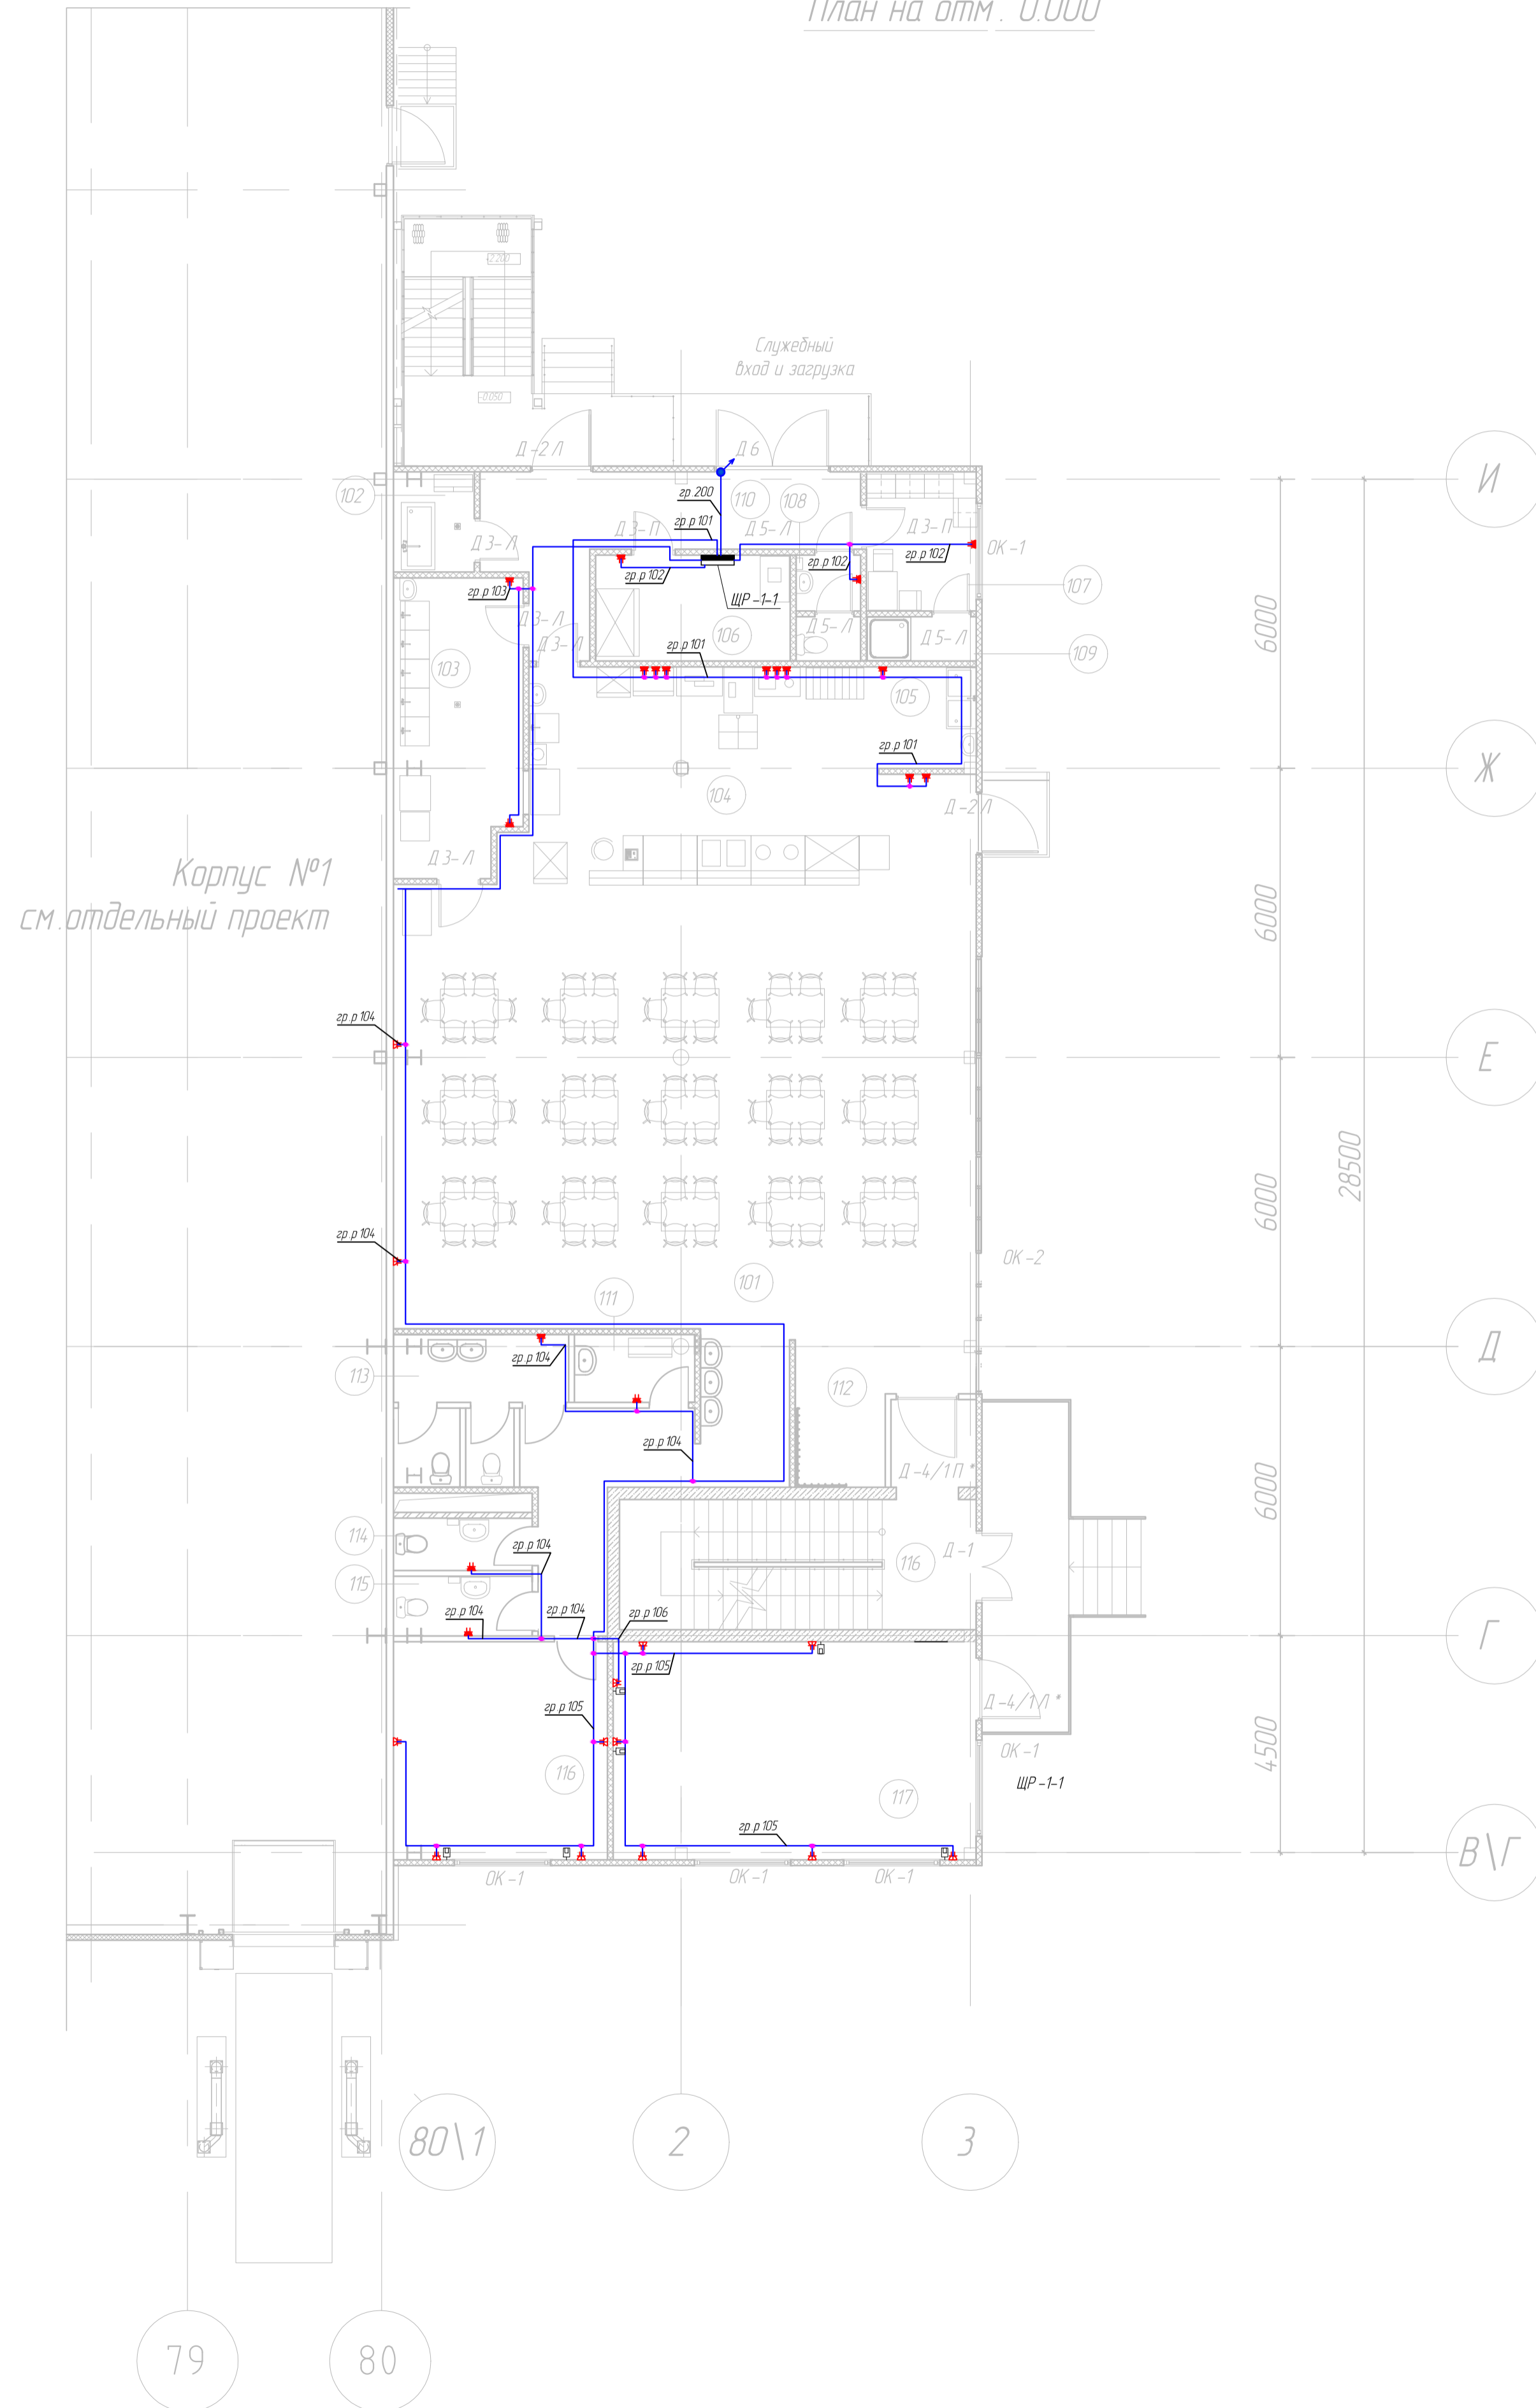 План на отм. 0.000
+2.200
-0.050
Служебный
вход и загрузка
Д-2 Л
Д 6
102
гр.200
110
108
гр.р 101
Д 3-П
Д 5-Л
Д 3-П
И
Д 3-Л
гр.р 102
гр.р 102
ОК-1
гр.р 102
гр.р 103
ЩР-1-1
107
Д 3-Л
Д 5-Л
Д 5-Л
106
Д 3-Л
гр.р 101
109
103
105
6000
гр.р 101
Ж
104
Д-2 Л
Д 3-Л
Корпус №1
см.отдельный проект
6000
гр.р 104
Е
28500
6000
гр.р 104
ОК-2
101
111
гр.р 104
Д
113
112
гр.р 104
Д-4/1 П *
6000
114
гр.р 104
116
Д-1
115
гр.р 104
гр.р 104
гр.р 106
Г
гр.р 105
гр.р 105
Д-4/1 Л *
4500
ОК-1
116
117
ЩР-1-1
гр.р 105
В\Г
ОК-1
ОК-1
ОК-1
80\1
2
3
79
80